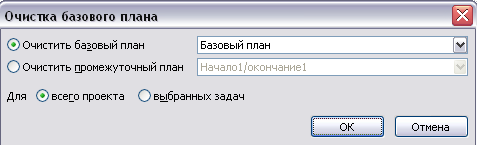 Очистка базового плана
Очистить базовый план Базовый план
Очистить промежуточный план Начало1/окончание1
Для всего проекта выбранных задач
ОК Отмена